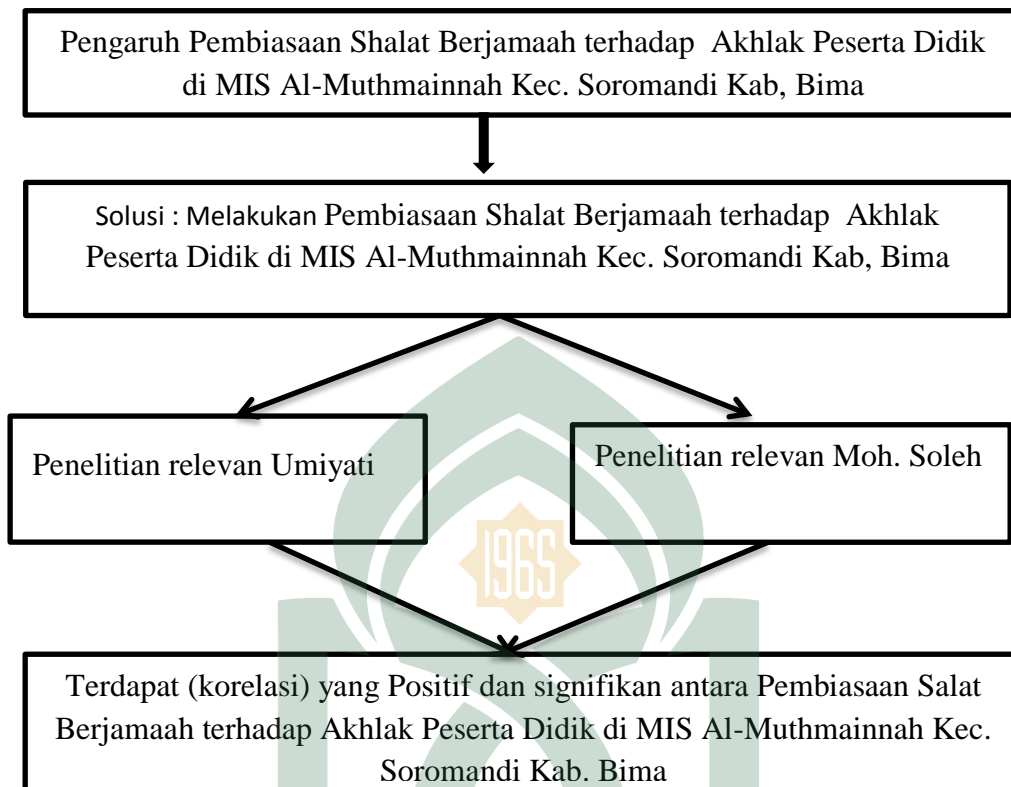 Pengaruh Pembiasaan Shalat Berjamaah terhadap Akhlak Peserta Didik
di MIS Al-Muthmainnah Kec. Soromandi Kab, Bima
Solusi : Melakukan Pembiasaan Shalat Berjamaah terhadap Akhlak
Peserta Didik di MIS Al-Muthmainnah Kec. Soromandi Kab, Bima
Penelitian relevan Umiyati
Penelitian relevan Moh. Soleh
1965
Terdapat (korelasi) yang Positif dan signifikan antara Pembiasaan Salat
Berjamaah terhadap Akhlak Peserta Didik di MIS Al-Muthmainnah Kec.
Soromandi Kab. Bima